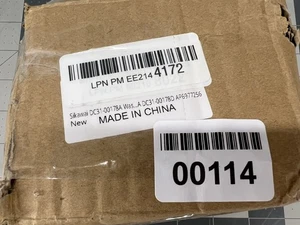 LPN PM EE214 4172
Sikawai DC31-00178A Was...A DC31-00178D AP6977256
New MADE IN CHINA
00114